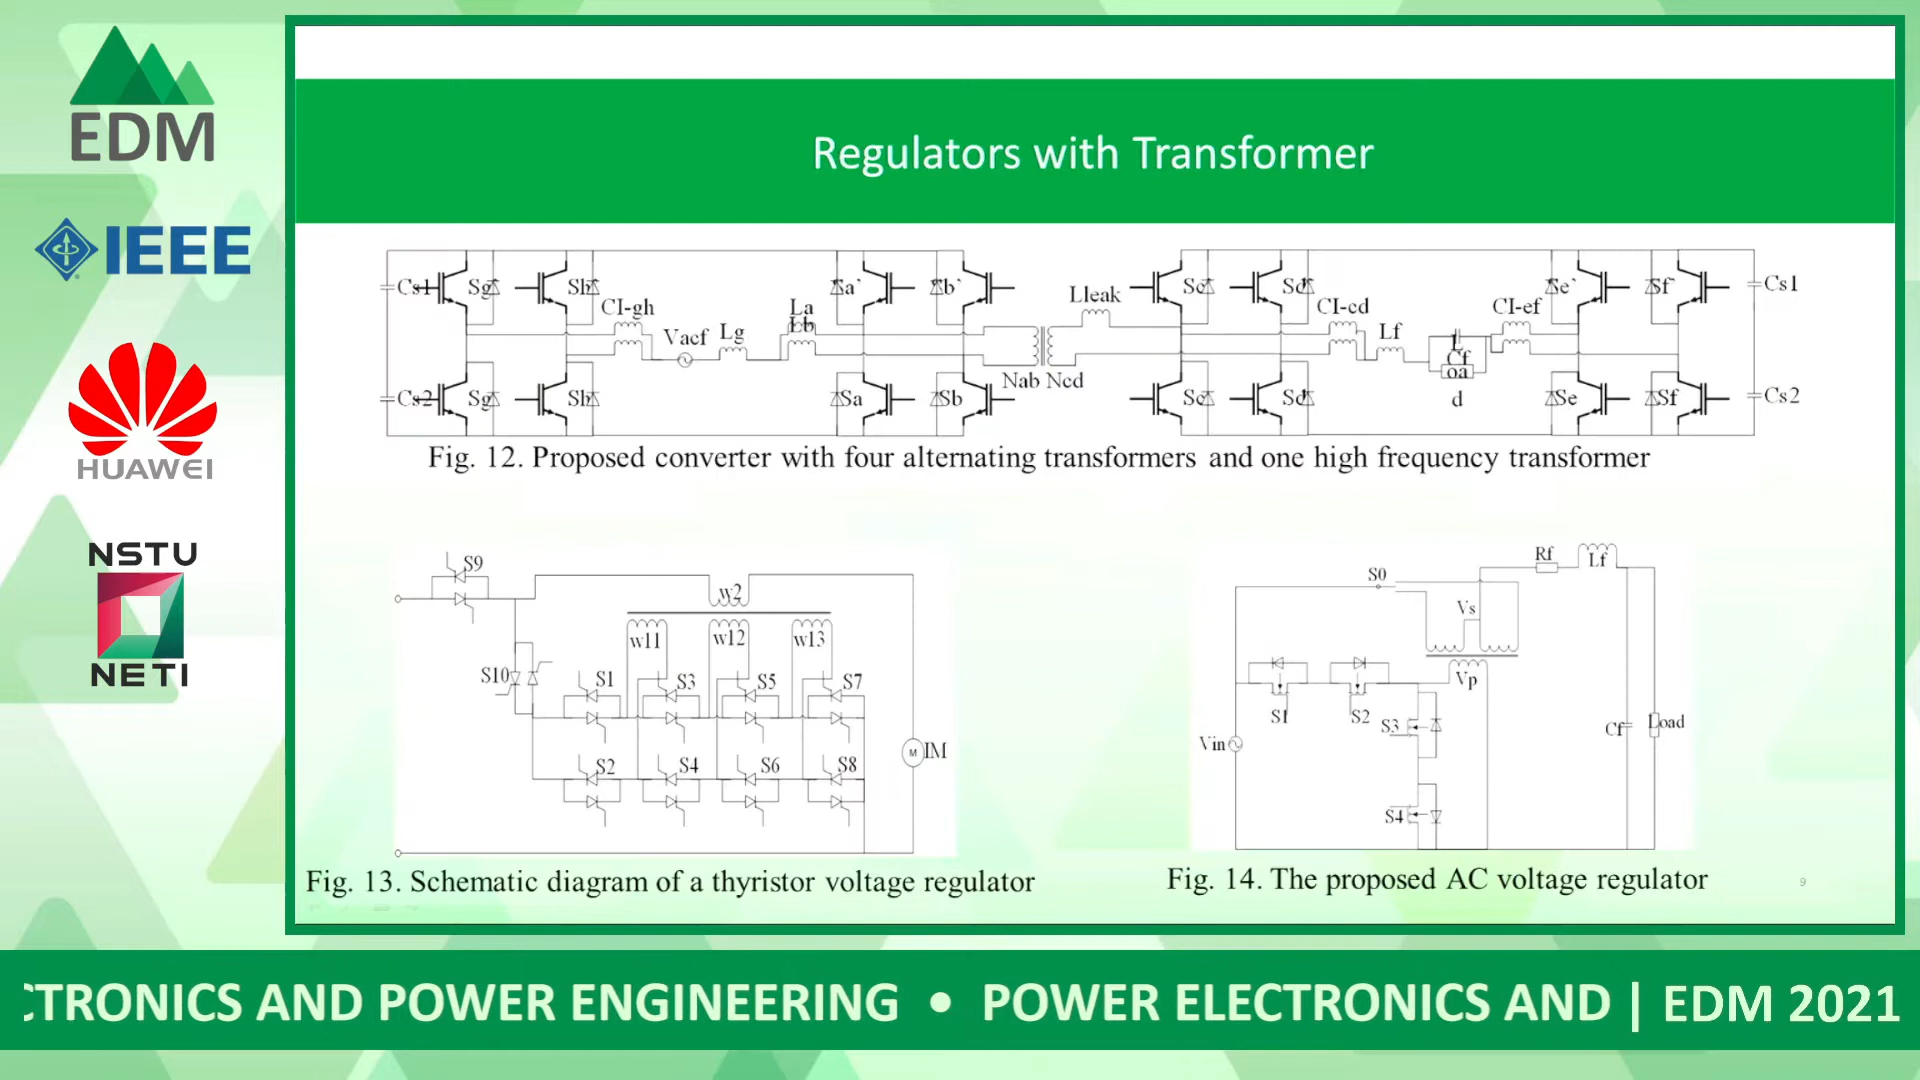 EDM
IEEE
HUAWEI
NSTU
NETI
Regulators with Transformer
Cs1 Sg Sh CI-gh Vacf Lg La Lb Sa` Sb` Lleak Sc Sd CI-cd Lf CI-ef Se` Sf` Cs1
Cf
Nab Ncd
Load
Cs2 Sg Sh Sa Sb Sc Sd Se Sf Cs2
Fig. 12. Proposed converter with four alternating transformers and one high frequency transformer
S9
w2
w11 w12 w13
S10 S1 S3 S5 S7
M IM
S2 S4 S6 S8
Fig. 13. Schematic diagram of a thyristor voltage regulator
Rf Lf
S0
Vs
Vp
S1 S2 S3
Vin Cf Load
S4
Fig. 14. The proposed AC voltage regulator
9
CTRONICS AND POWER ENGINEERING • POWER ELECTRONICS AND | EDM 2021